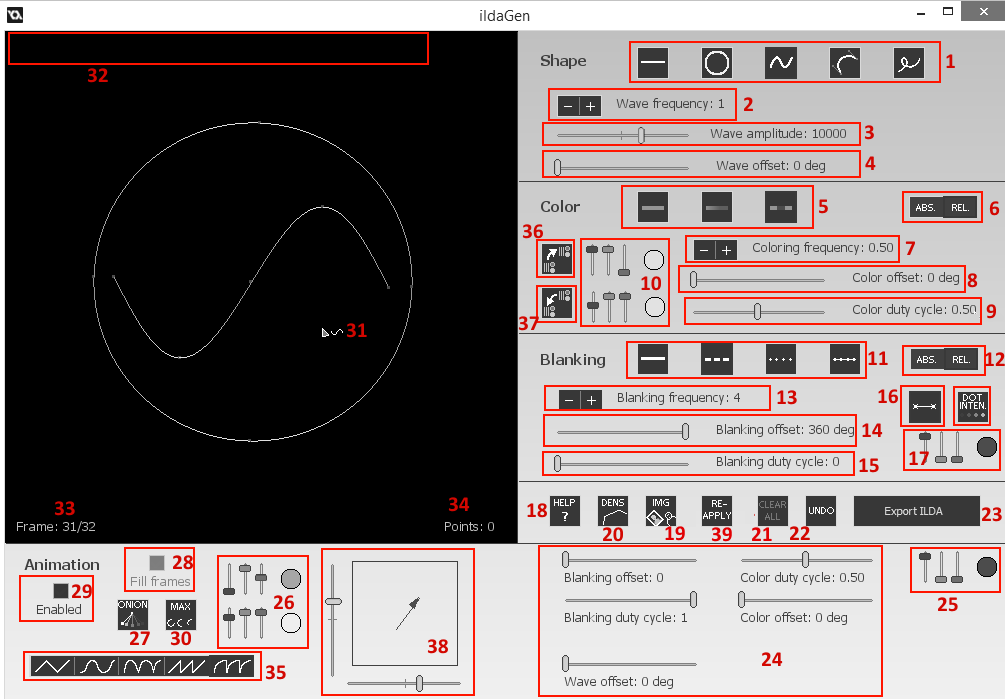 ildaGen
32
Shape
1
Wave frequency: 1
2
Wave amplitude: 10000
3
Wave offset: 0 deg
4
Color
5
ABS. REL.
6
36
10
Coloring frequency: 0.50
7
Color offset: 0 deg
8
37
Color duty cycle: 0.50
9
31
Blanking
11
ABS. REL.
12
Blanking frequency: 4
13
16
DOT
INTEN.
Blanking offset: 360 deg
14
17
Blanking duty cycle: 0
15
33
Frame: 31/32
34
Points: 0
18
HELP
?
DENS
20
IMG
19
RE-
APPLY
39
CLEAR
ALL
21
UNDO
22
Export ILDA
23
Animation
28
Fill frames
29
Enabled
ONION
27
MAX
30
26
35
38
Blanking offset: 0
Color duty cycle: 0.50
Blanking duty cycle: 1
Color offset: 0 deg
24
Wave offset: 0 deg
25